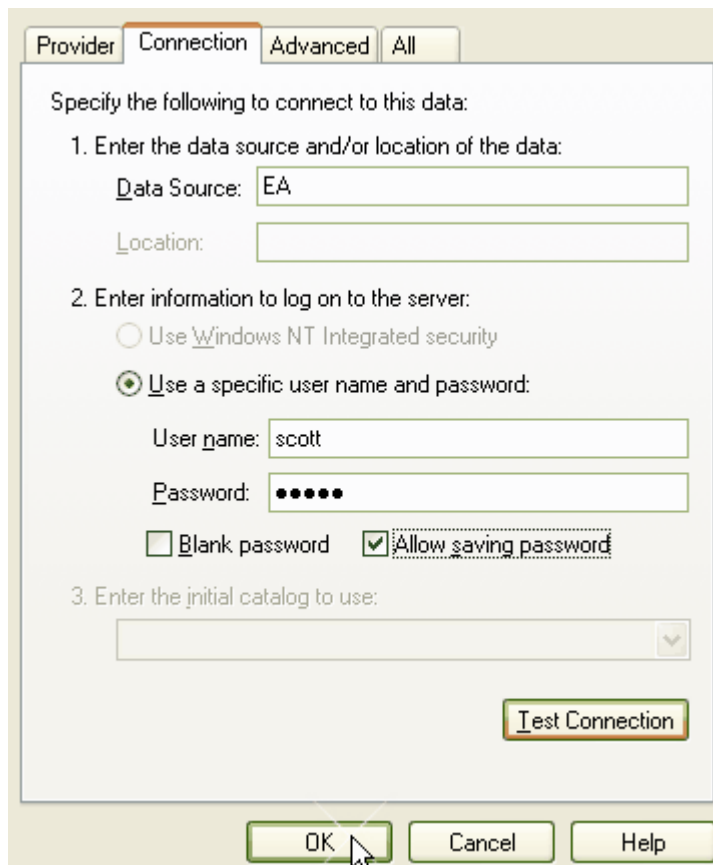 Provider Connection Advanced All
Specify the following to connect to this data:
1. Enter the data source and/or location of the data:
Data Source: EA
Location:
2. Enter information to log on to the server:
Use Windows NT Integrated security
Use a specific user name and password:
User name: scott
Password: •••••
Blank password Allow saving password
3. Enter the initial catalog to use:
Test Connection
OK Cancel Help